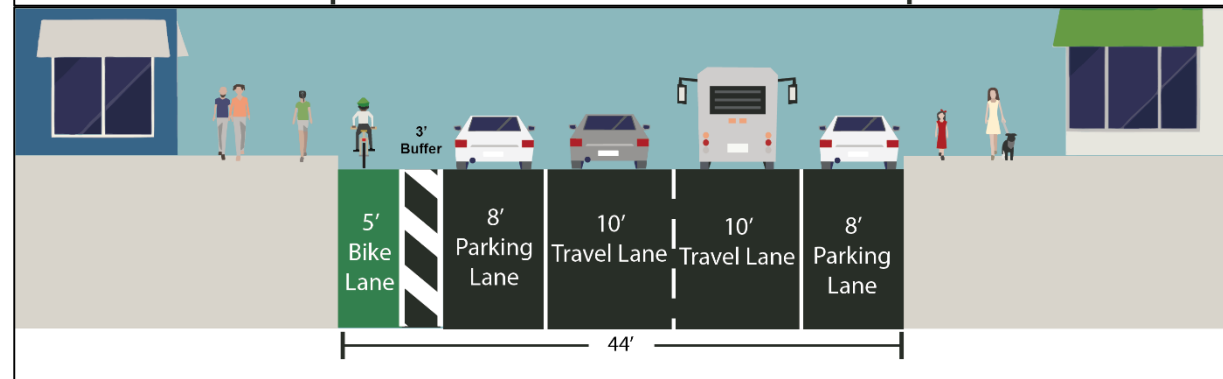 3’
Buffer
5’
Bike
Lane
8’
Parking
Lane
10’
Travel Lane
10’
Travel Lane
8’
Parking
Lane
44’